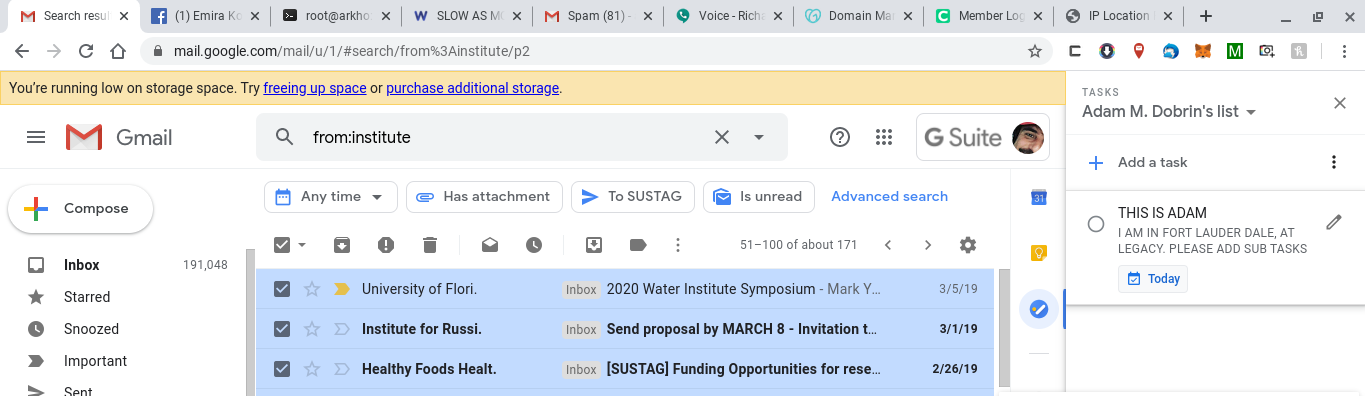 Search resul
(1) Emira Ko
root@arkho
SLOW AS M
Spam (81) -
Voice - Rich
Domain Ma
Member Log
IP Location
mail.google.com/mail/u/1/#search/from%3Ainstitute/p2
You're running low on storage space. Try freeing up space or purchase additional storage.
TASKS
Adam M. Dobrin's list
Gmail
from:institute
G Suite
Add a task
Compose
Any time
Has attachment
To SUSTAG
Is unread
Advanced search
31
THIS IS ADAM
I AM IN FORT LAUDER DALE, AT
LEGACY. PLEASE ADD SUB TASKS
Today
51–100 of about 171
Inbox 191,048
Starred
Snoozed
Important
Sent
University of Flori. Inbox 2020 Water Institute Symposium - Mark Y... 3/5/19
Institute for Russi. Inbox Send proposal by MARCH 8 - Invitation t... 3/1/19
Healthy Foods Healt. Inbox [SUSTAG] Funding Opportunities for rese... 2/26/19